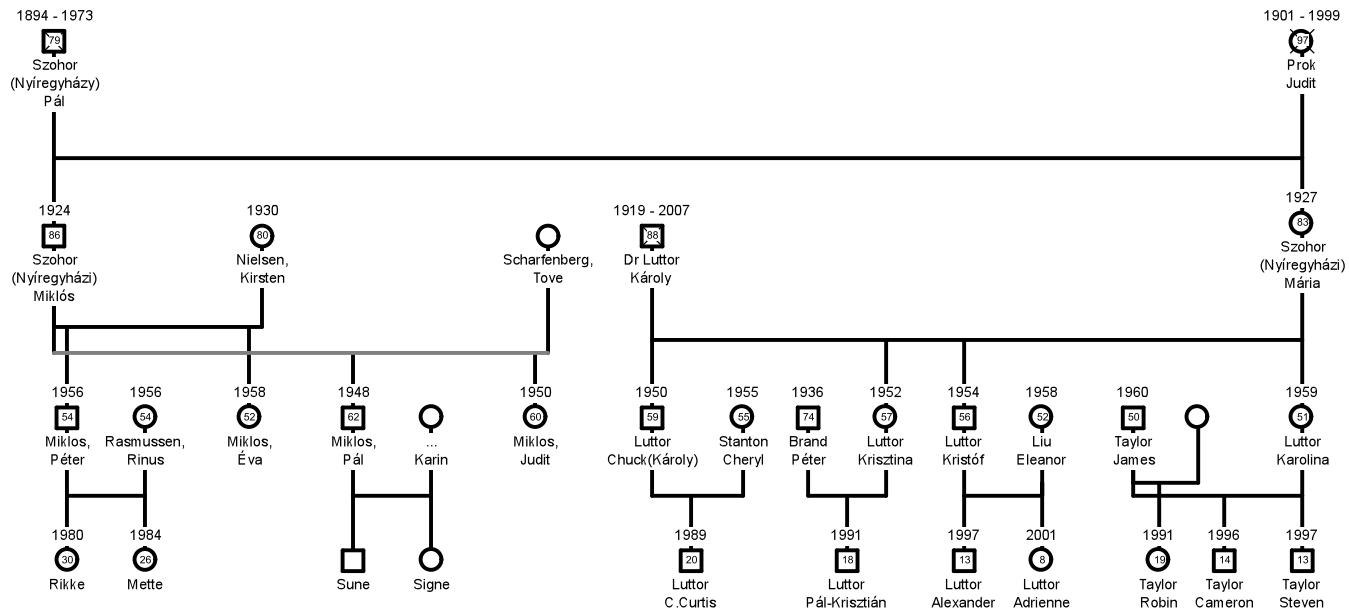 1894 - 1973
79
Szohor
(Nyíregyházy)
Pál
1901 - 1999
97
Prok
Judit
1924
86
Szohor
(Nyíregyházi)
Miklós
1930
80
Nielsen,
Kirsten
Scharfenberg,
Tove
1919 - 2007
88
Dr Luttor
Károly
1927
83
Szohor
(Nyíregyházi)
Mária
1956
54
Miklos,
Péter
1956
54
Rasmussen,
Rinus
1958
52
Miklos,
Éva
1948
62
Miklos,
Pál
...
Karin
1950
60
Miklos,
Judit
1950
59
Luttor
Chuck(Károly)
1955
55
Stanton
Cheryl
1936
74
Brand
Péter
1952
57
Luttor
Krisztina
1954
56
Luttor
Kristóf
1958
52
Liu
Eleanor
1960
50
Taylor
James
1959
51
Luttor
Karolina
1980
30
Rikke
1984
26
Mette
Sune
Signe
1989
20
Luttor
C.Curtis
1991
18
Luttor
Pál-Krisztián
1997
13
Luttor
Alexander
2001
8
Luttor
Adrienne
1991
19
Taylor
Robin
1996
14
Taylor
Cameron
1997
13
Taylor
Steven